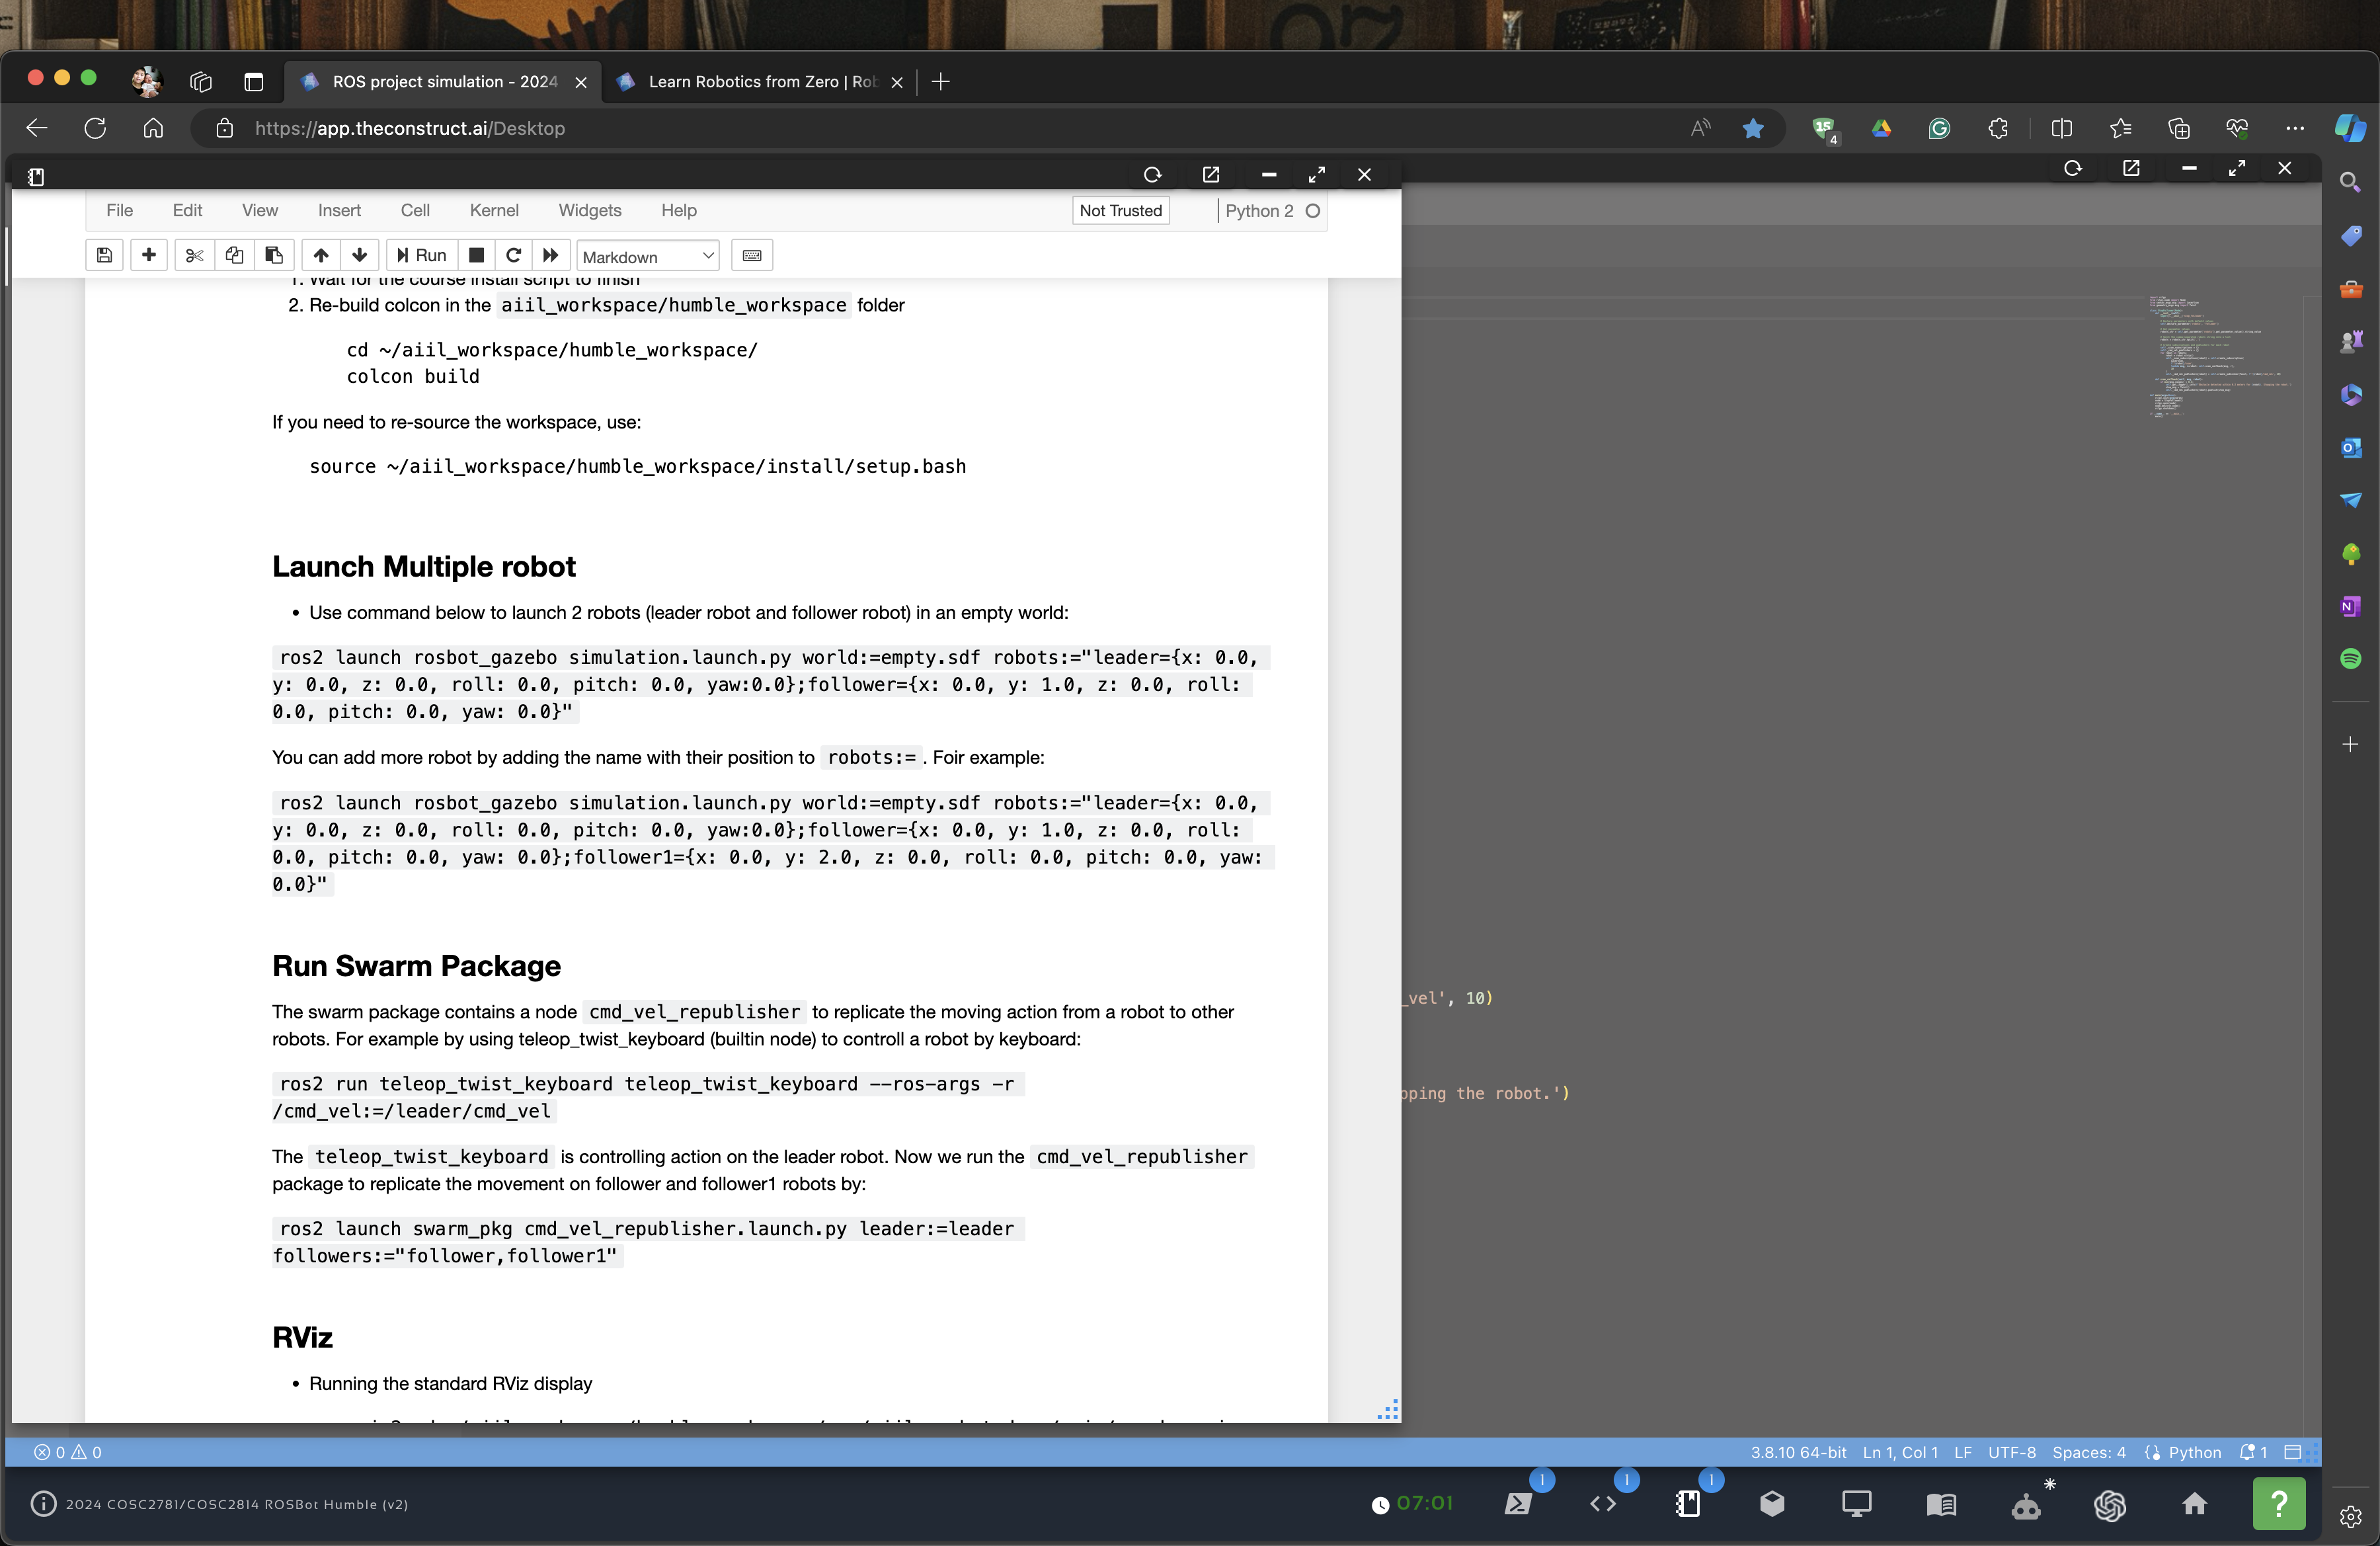 ROS project simulation - 2024
Learn Robotics from Zero | Rob
https://app.theconstruct.ai/Desktop
15
4
File Edit View Insert Cell Kernel Widgets Help
Not Trusted
Python 2
Run
Markdown
1. Wait for the course install script to finish
2. Re-build colcon in the aiil_workspace/humble_workspace folder
cd ~/aiil_workspace/humble_workspace/
colcon build
If you need to re-source the workspace, use:
source ~/aiil_workspace/humble_workspace/install/setup.bash
Launch Multiple robot
• Use command below to launch 2 robots (leader robot and follower robot) in an empty world:
ros2 launch rosbot_gazebo simulation.launch.py world:=empty.sdf robots:="leader={x: 0.0,
y: 0.0, z: 0.0, roll: 0.0, pitch: 0.0, yaw:0.0};follower={x: 0.0, y: 1.0, z: 0.0, roll:
0.0, pitch: 0.0, yaw: 0.0}"
You can add more robot by adding the name with their position to robots:= . Foir example:
ros2 launch rosbot_gazebo simulation.launch.py world:=empty.sdf robots:="leader={x: 0.0,
y: 0.0, z: 0.0, roll: 0.0, pitch: 0.0, yaw:0.0};follower={x: 0.0, y: 1.0, z: 0.0, roll:
0.0, pitch: 0.0, yaw: 0.0};follower1={x: 0.0, y: 2.0, z: 0.0, roll: 0.0, pitch: 0.0, yaw:
0.0}"
Run Swarm Package
The swarm package contains a node cmd_vel_republisher to replicate the moving action from a robot to other
robots. For example by using teleop_twist_keyboard (builtin node) to controll a robot by keyboard:
ros2 run teleop_twist_keyboard teleop_twist_keyboard --ros-args -r
/cmd_vel:=/leader/cmd_vel
The teleop_twist_keyboard is controlling action on the leader robot. Now we run the cmd_vel_republisher
package to replicate the movement on follower and follower1 robots by:
ros2 launch swarm_pkg cmd_vel_republisher.launch.py leader:=leader
followers:="follower,follower1"
RViz
• Running the standard RViz display
_vel', 10)
pping the robot.')
0 0
3.8.10 64-bit Ln 1, Col 1 LF UTF-8 Spaces: 4 Python 1
2024 COSC2781/COSC2814 ROSBot Humble (v2)
07:01
1
1
1
?